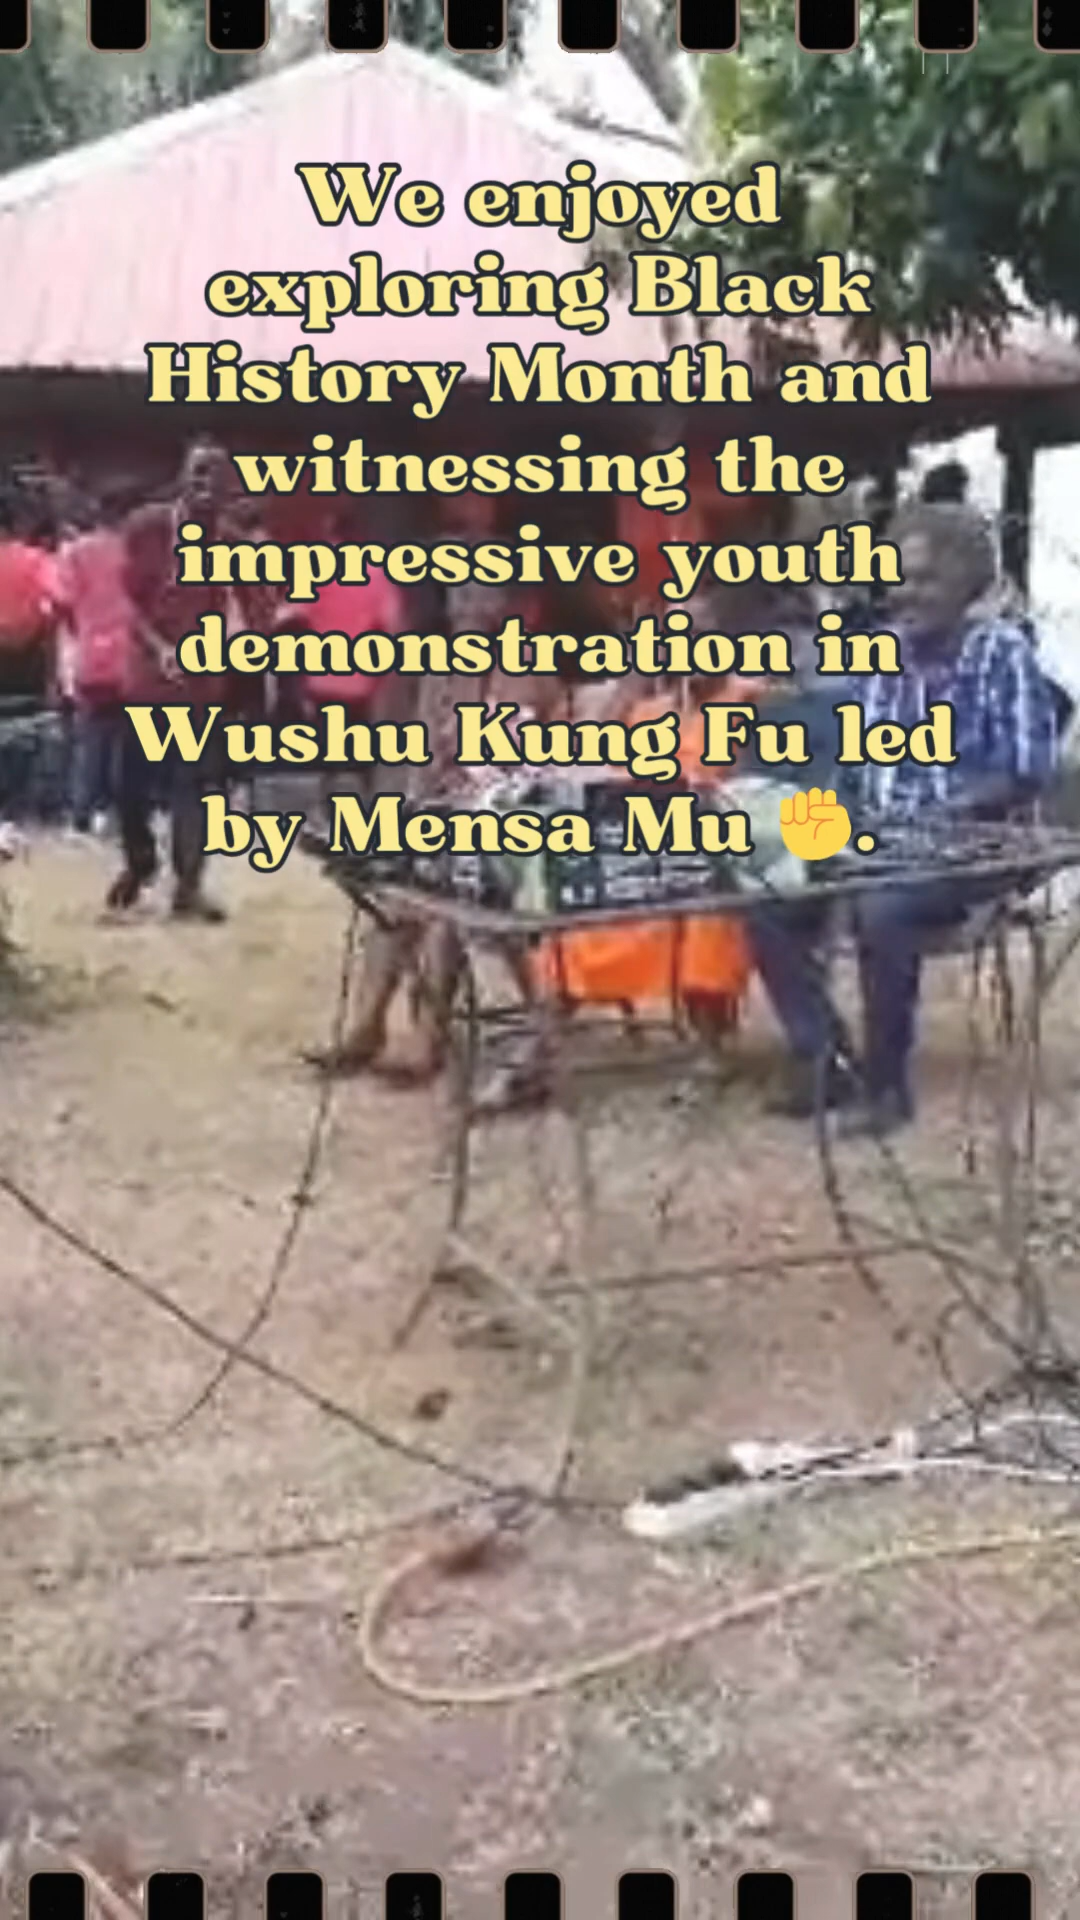 We enjoyed
exploring Black
History Month and
witnessing the
impressive youth
demonstration in
Wushu Kung Fu led
by Mensa Mu ✊.